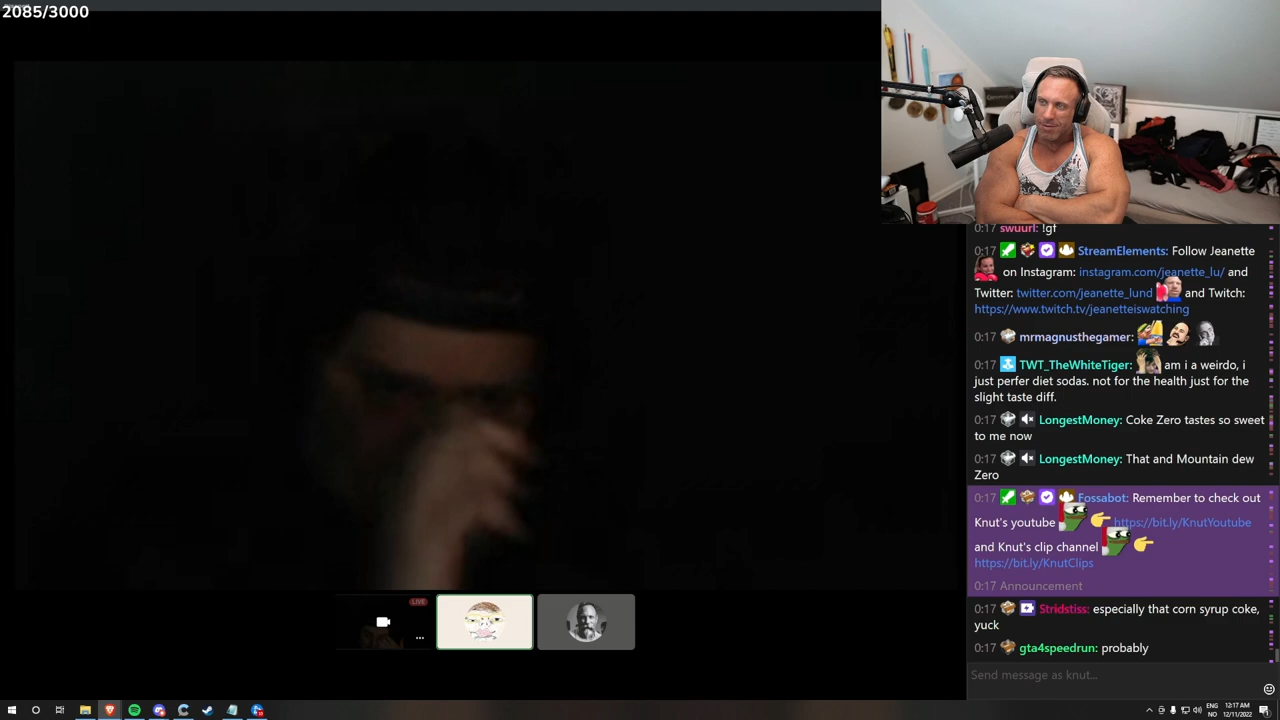 2085/3000
LIVE
0:17 swuurl: !gf
0:17 StreamElements: Follow Jeanette
on Instagram: instagram.com/jeanette_lu/ and
Twitter: twitter.com/jeanette_lund and Twitch:
https://www.twitch.tv/jeanetteiswatching
0:17 mrmagnusthegamer:
0:17 TWT_TheWhiteTiger: am i a weirdo, i
just perfer diet sodas. not for the health just for the
slight taste diff.
0:17 LongestMoney: Coke Zero tastes so sweet
to me now
0:17 LongestMoney: That and Mountain dew
Zero
0:17 Fossabot: Remember to check out
Knut's youtube https://bit.ly/KnutYoutube
and Knut's clip channel
https://bit.ly/KnutClips
0:17 Announcement
0:17 Stridstiss: especially that corn syrup coke,
yuck
0:17 gta4speedrun: probably
Send message as knut...
ENG
NO
12:17 AM
12/11/2022